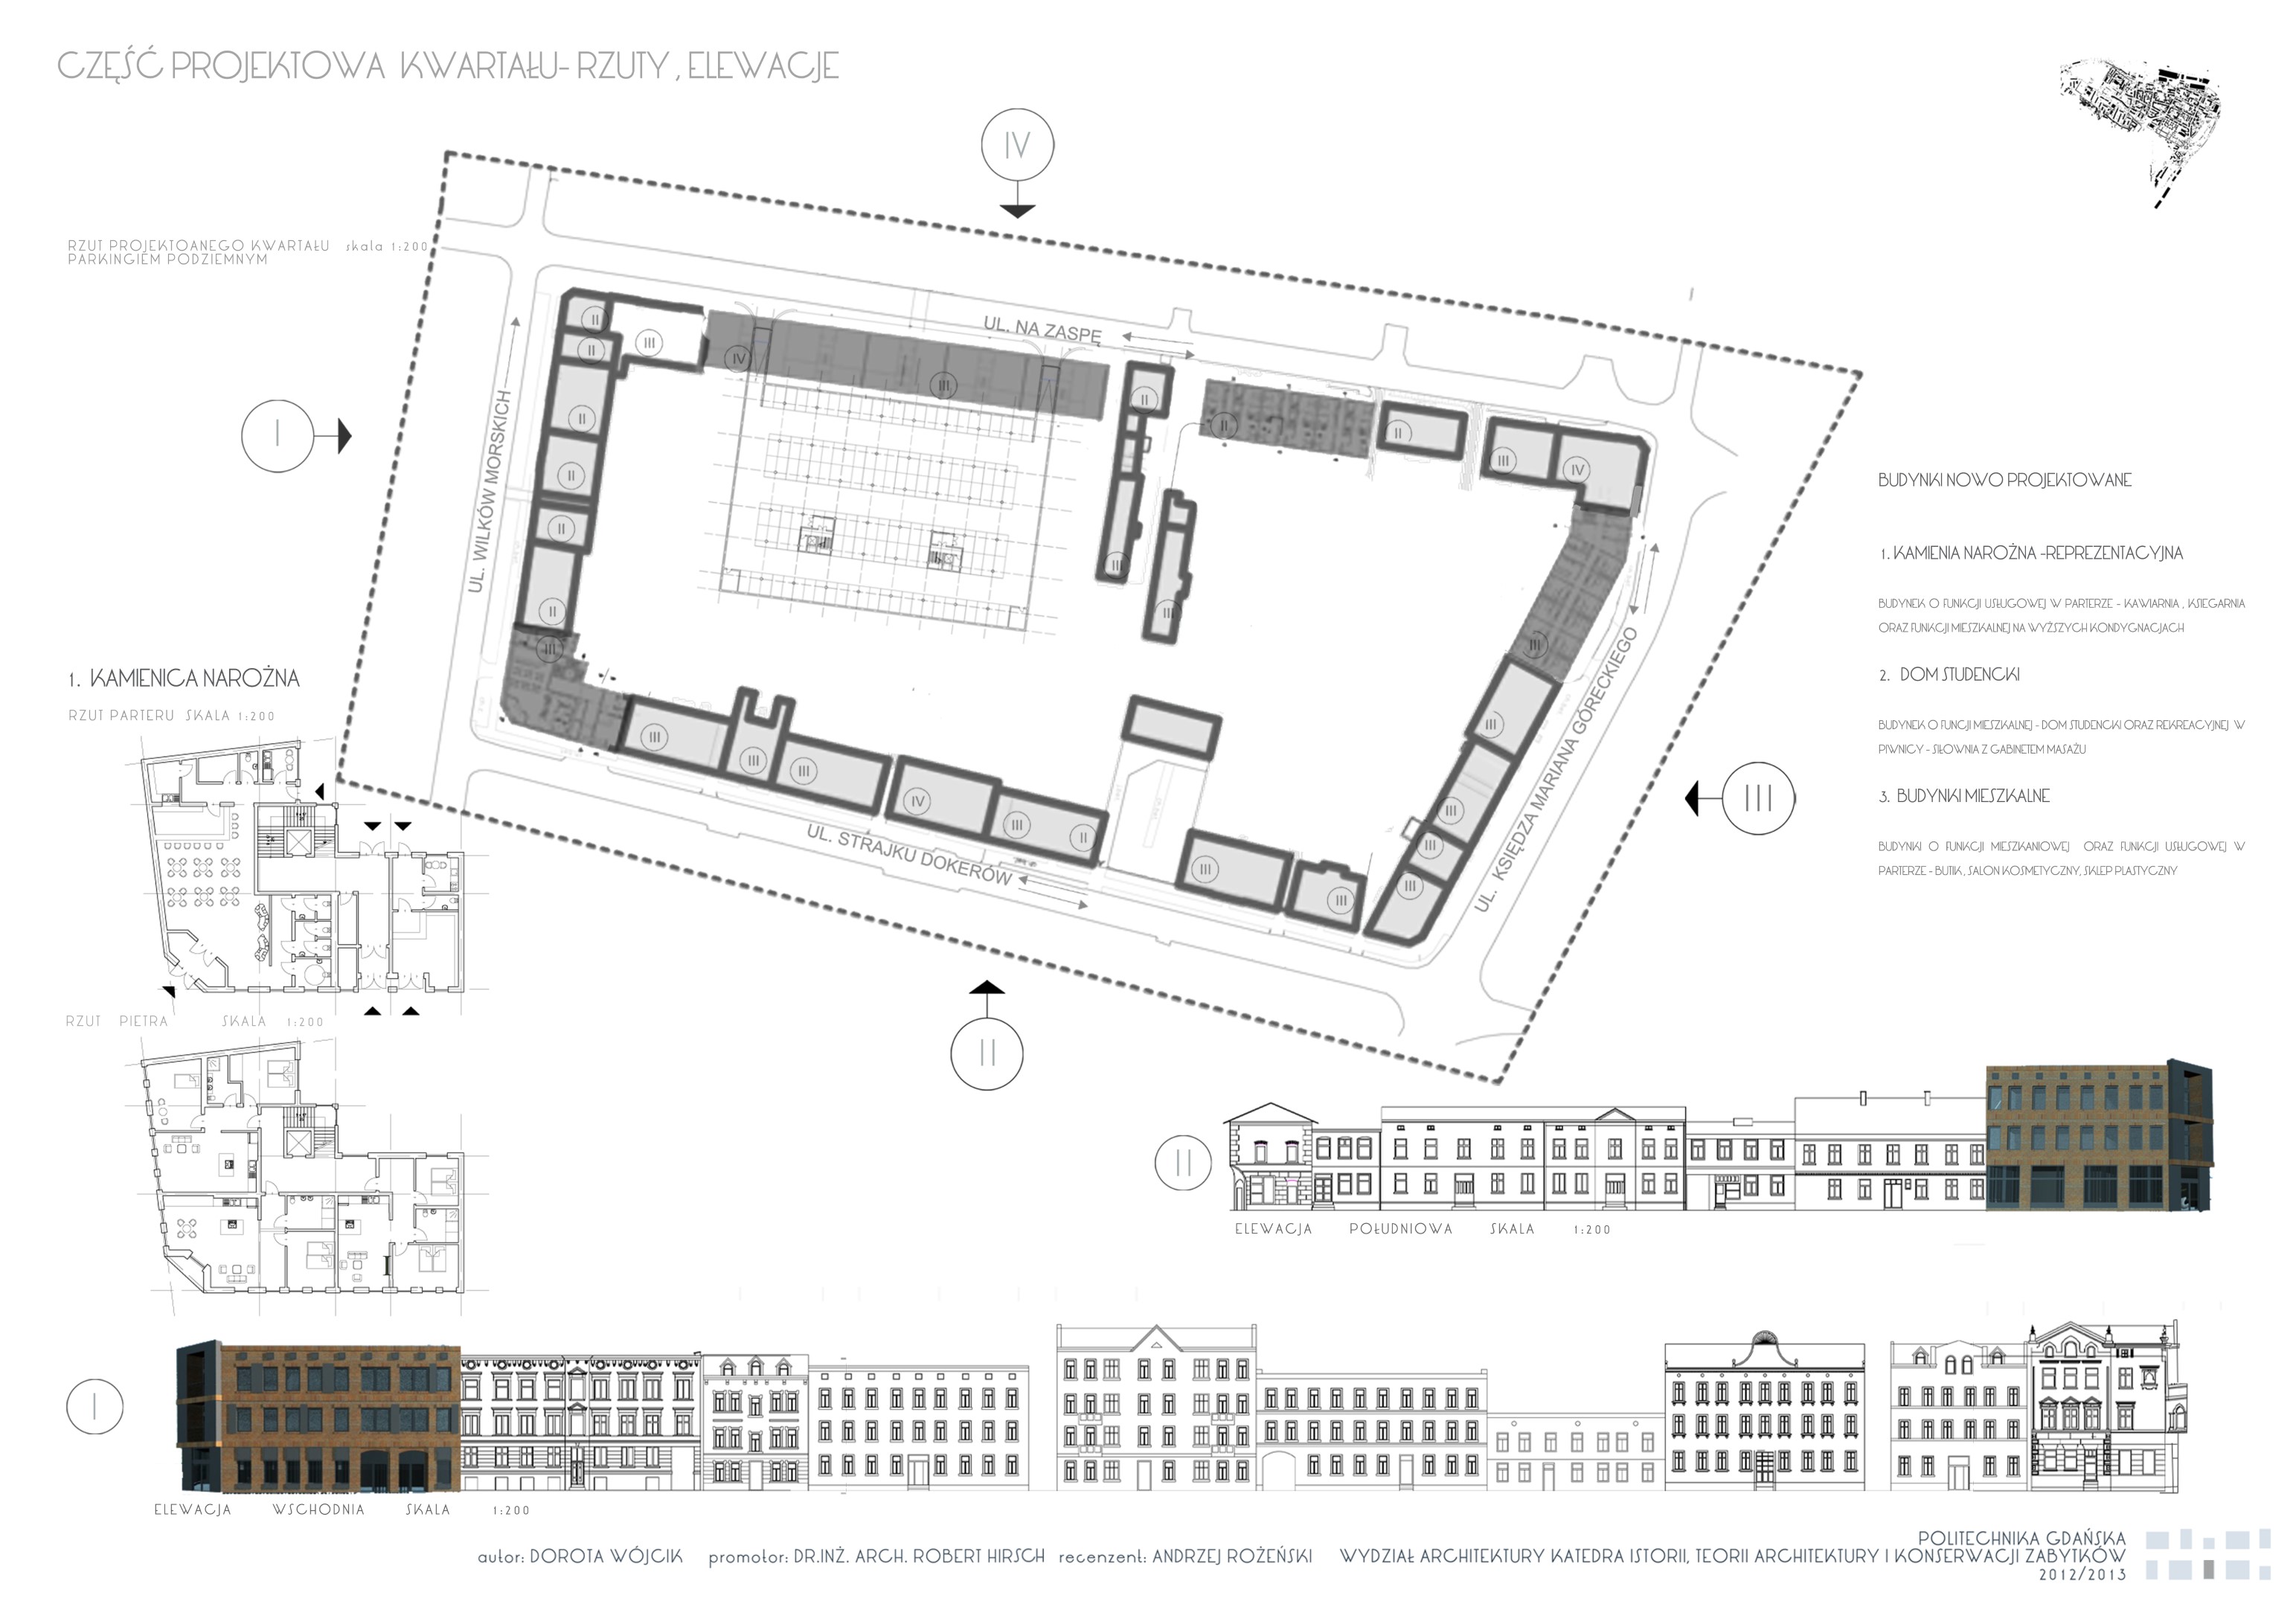 CZĘŚĆ PROJEKTOWA KWARTAŁU- RZUTY , ELEWACJE
IV
RZUT PROJEKTOANEGO KWARTAŁU skala 1:200
PARKINGIEM PODZIEMNYM
UL. NA ZASPĘ
UL. WILKÓW MORSKICH
UL. STRAJKU DOKERÓW
UL. KSIĘDZA MARIANA GÓRECKIEGO
II
II
III
IV
III
II
II
II
III
IV
II
II
II
II
III
III
III
III
III
III
III
III
III
IV
III
II
III
III
III
III
III
I
III
II
BUDYNKI NOWO PROJEKTOWANE
1. KAMIENIA NAROŻNA -REPREZENTACYJNA
BUDYNEK O FUNKCJI USŁUGOWEJ W PARTERZE - KAWIARNIA , KSIEGARNIA
ORAZ FUNKCJI MIESZKALNEJ NA WYŻSZYCH KONDYGNACJACH
2. DOM STUDENCKI
BUDYNEK O FUNCJI MIESZKALNEJ - DOM STUDENCKI ORAZ REKREACYJNEJ W
PIWNICY - SIŁOWNIA Z GABINETEM MASAŻU
3. BUDYNKI MIESZKALNE
BUDYNKI O FUNKCJI MIESZKANIOWEJ ORAZ FUNKCJI USŁUGOWEJ W
PARTERZE - BUTIK, SALON KOSMETYCZNY, SKLEP PLASTYCZNY
1. KAMIENICA NAROŻNA
RZUT PARTERU SKALA 1:200
RZUT PIETRA SKALA 1:200
II
ELEWACJA POŁUDNIOWA SKALA 1:200
I
ELEWACJA WSCHODNIA SKALA 1:200
autor: DOROTA WÓJCIK promotor: DR.INŻ. ARCH. ROBERT HIRSCH recenzent: ANDRZEJ ROŻEŃSKI
POLITECHNIKA GDAŃSKA
WYDZIAŁ ARCHITEKTURY KATEDRA ISTORII, TEORII ARCHITEKTURY I KONSERWACJI ZABYTKÓW
2012/2013